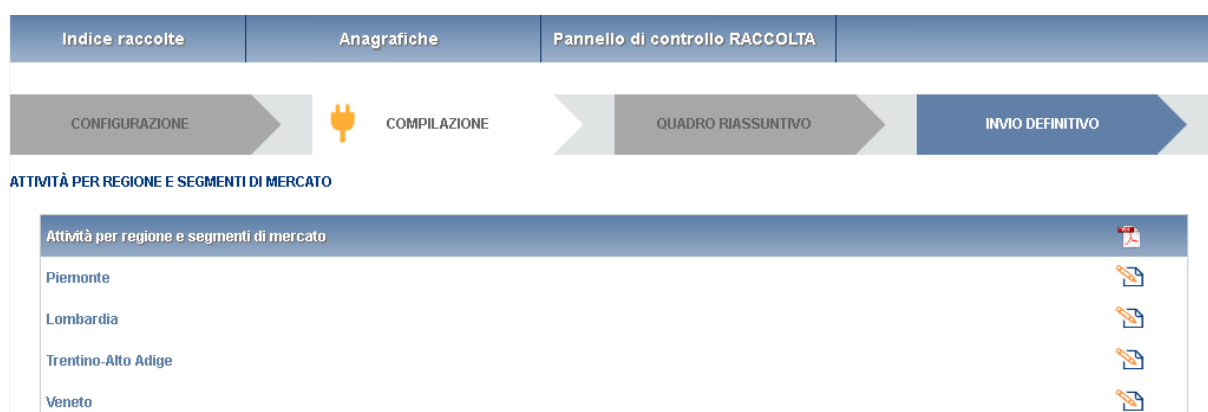 Indice raccolte Anagrafiche Pannello di controllo RACCOLTA
CONFIGURAZIONE COMPILAZIONE QUADRO RIASSUNTIVO INVIO DEFINITIVO
ATTIVITÀ PER REGIONE E SEGMENTI DI MERCATO
Attività per regione e segmenti di mercato
Piemonte
Lombardia
Trentino-Alto Adige
Veneto